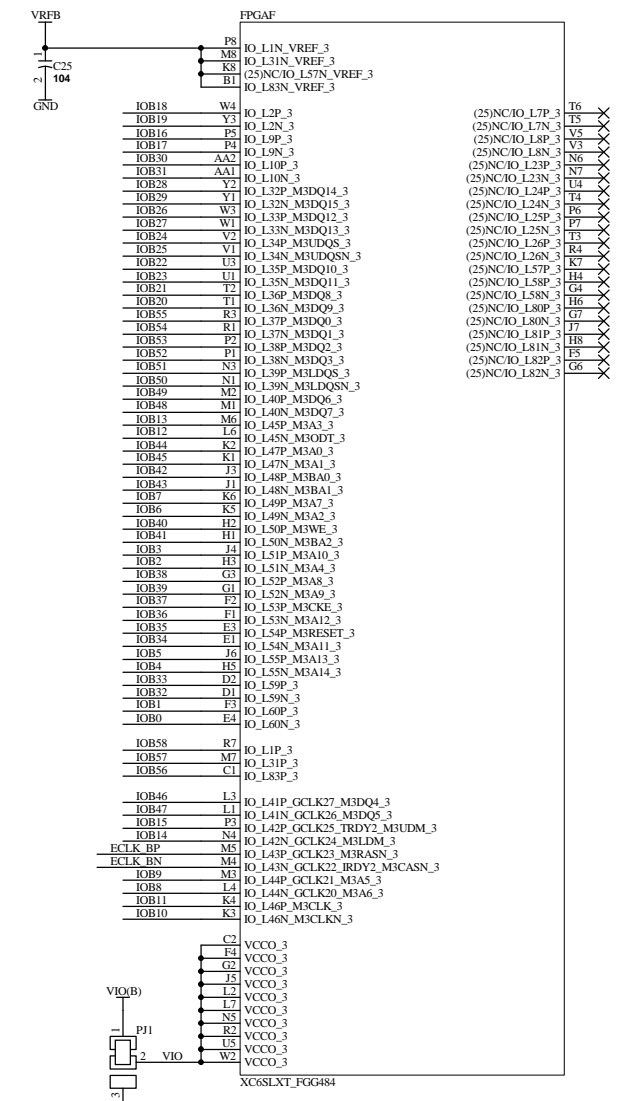 VRFB
FPGAF
1
C25
104
2
GND
P8 IO_L1N_VREF_3
M8 IO_L31N_VREF_3
K8 (25)NC/IO_L57N_VREF_3
B1 IO_L83N_VREF_3
IOB18 W4 IO_L2P_3
IOB19 Y3 IO_L2N_3
IOB16 P5 IO_L9P_3
IOB17 P4 IO_L9N_3
IOB30 AA2 IO_L10P_3
IOB31 AA1 IO_L10N_3
IOB28 Y2 IO_L32P_M3DQ14_3
IOB29 Y1 IO_L32N_M3DQ15_3
IOB26 W3 IO_L33P_M3DQ12_3
IOB27 W1 IO_L33N_M3DQ13_3
IOB24 V2 IO_L34P_M3UDQS_3
IOB25 V1 IO_L34N_M3UDQSN_3
IOB22 U3 IO_L35P_M3DQ10_3
IOB23 U1 IO_L35N_M3DQ11_3
IOB21 T2 IO_L36P_M3DQ8_3
IOB20 T1 IO_L36N_M3DQ9_3
IOB55 R3 IO_L37P_M3DQ0_3
IOB54 R1 IO_L37N_M3DQ1_3
IOB53 P2 IO_L38P_M3DQ2_3
IOB52 P1 IO_L38N_M3DQ3_3
IOB51 N3 IO_L39P_M3LDQS_3
IOB50 N1 IO_L39N_M3LDQSN_3
IOB49 M2 IO_L40P_M3DQ6_3
IOB48 M1 IO_L40N_M3DQ7_3
IOB13 M6 IO_L45P_M3A3_3
IOB12 L6 IO_L45N_M3ODT_3
IOB44 K2 IO_L47P_M3A0_3
IOB45 K1 IO_L47N_M3A1_3
IOB42 J3 IO_L48P_M3BA0_3
IOB43 J1 IO_L48N_M3BA1_3
IOB7 K6 IO_L49P_M3A7_3
IOB6 K5 IO_L49N_M3A2_3
IOB40 H2 IO_L50P_M3WE_3
IOB41 H1 IO_L50N_M3BA2_3
IOB3 J4 IO_L51P_M3A10_3
IOB2 H3 IO_L51N_M3A4_3
IOB38 G3 IO_L52P_M3A8_3
IOB39 G1 IO_L52N_M3A9_3
IOB37 F2 IO_L53P_M3CKE_3
IOB36 F1 IO_L53N_M3A12_3
IOB35 E3 IO_L54P_M3RESET_3
IOB34 E1 IO_L54N_M3A11_3
IOB5 J6 IO_L55P_M3A13_3
IOB4 H5 IO_L55N_M3A14_3
IOB33 D2 IO_L59P_3
IOB32 D1 IO_L59N_3
IOB1 F3 IO_L60P_3
IOB0 E4 IO_L60N_3
IOB58 R7 IO_L1P_3
IOB57 M7 IO_L31P_3
IOB56 C1 IO_L83P_3
IOB46 L3 IO_L41P_GCLK27_M3DQ4_3
IOB47 L1 IO_L41N_GCLK26_M3DQ5_3
IOB15 P3 IO_L42P_GCLK25_TRDY2_M3UDM_3
IOB14 N4 IO_L42N_GCLK24_M3LDM_3
ECLK_BP M5 IO_L43P_GCLK23_M3RASN_3
ECLK_BN M4 IO_L43N_GCLK22_IRDY2_M3CASN_3
IOB9 M3 IO_L44P_GCLK21_M3A5_3
IOB8 L4 IO_L44N_GCLK20_M3A6_3
IOB11 K4 IO_L46P_M3CLK_3
IOB10 K3 IO_L46N_M3CLKN_3
C2 VCCO_3
F4 VCCO_3
G2 VCCO_3
J5 VCCO_3
L2 VCCO_3
L7 VCCO_3
N5 VCCO_3
R2 VCCO_3
U5 VCCO_3
W2 VCCO_3
(25)NC/IO_L7P_3 T6
(25)NC/IO_L7N_3 T5
(25)NC/IO_L8P_3 V5
(25)NC/IO_L8N_3 V3
(25)NC/IO_L23P_3 N6
(25)NC/IO_L23N_3 N7
(25)NC/IO_L24P_3 U4
(25)NC/IO_L24N_3 T4
(25)NC/IO_L25P_3 P6
(25)NC/IO_L25N_3 P7
(25)NC/IO_L26P_3 T3
(25)NC/IO_L26N_3 R4
(25)NC/IO_L57P_3 K7
(25)NC/IO_L58P_3 H4
(25)NC/IO_L58N_3 G4
(25)NC/IO_L80P_3 H6
(25)NC/IO_L80N_3 G7
(25)NC/IO_L81P_3 J7
(25)NC/IO_L81N_3 H8
(25)NC/IO_L82P_3 F5
(25)NC/IO_L82N_3 G6
VIO(B)
1
PJ1
2 VIO
3
XC6SLXT_FGG484